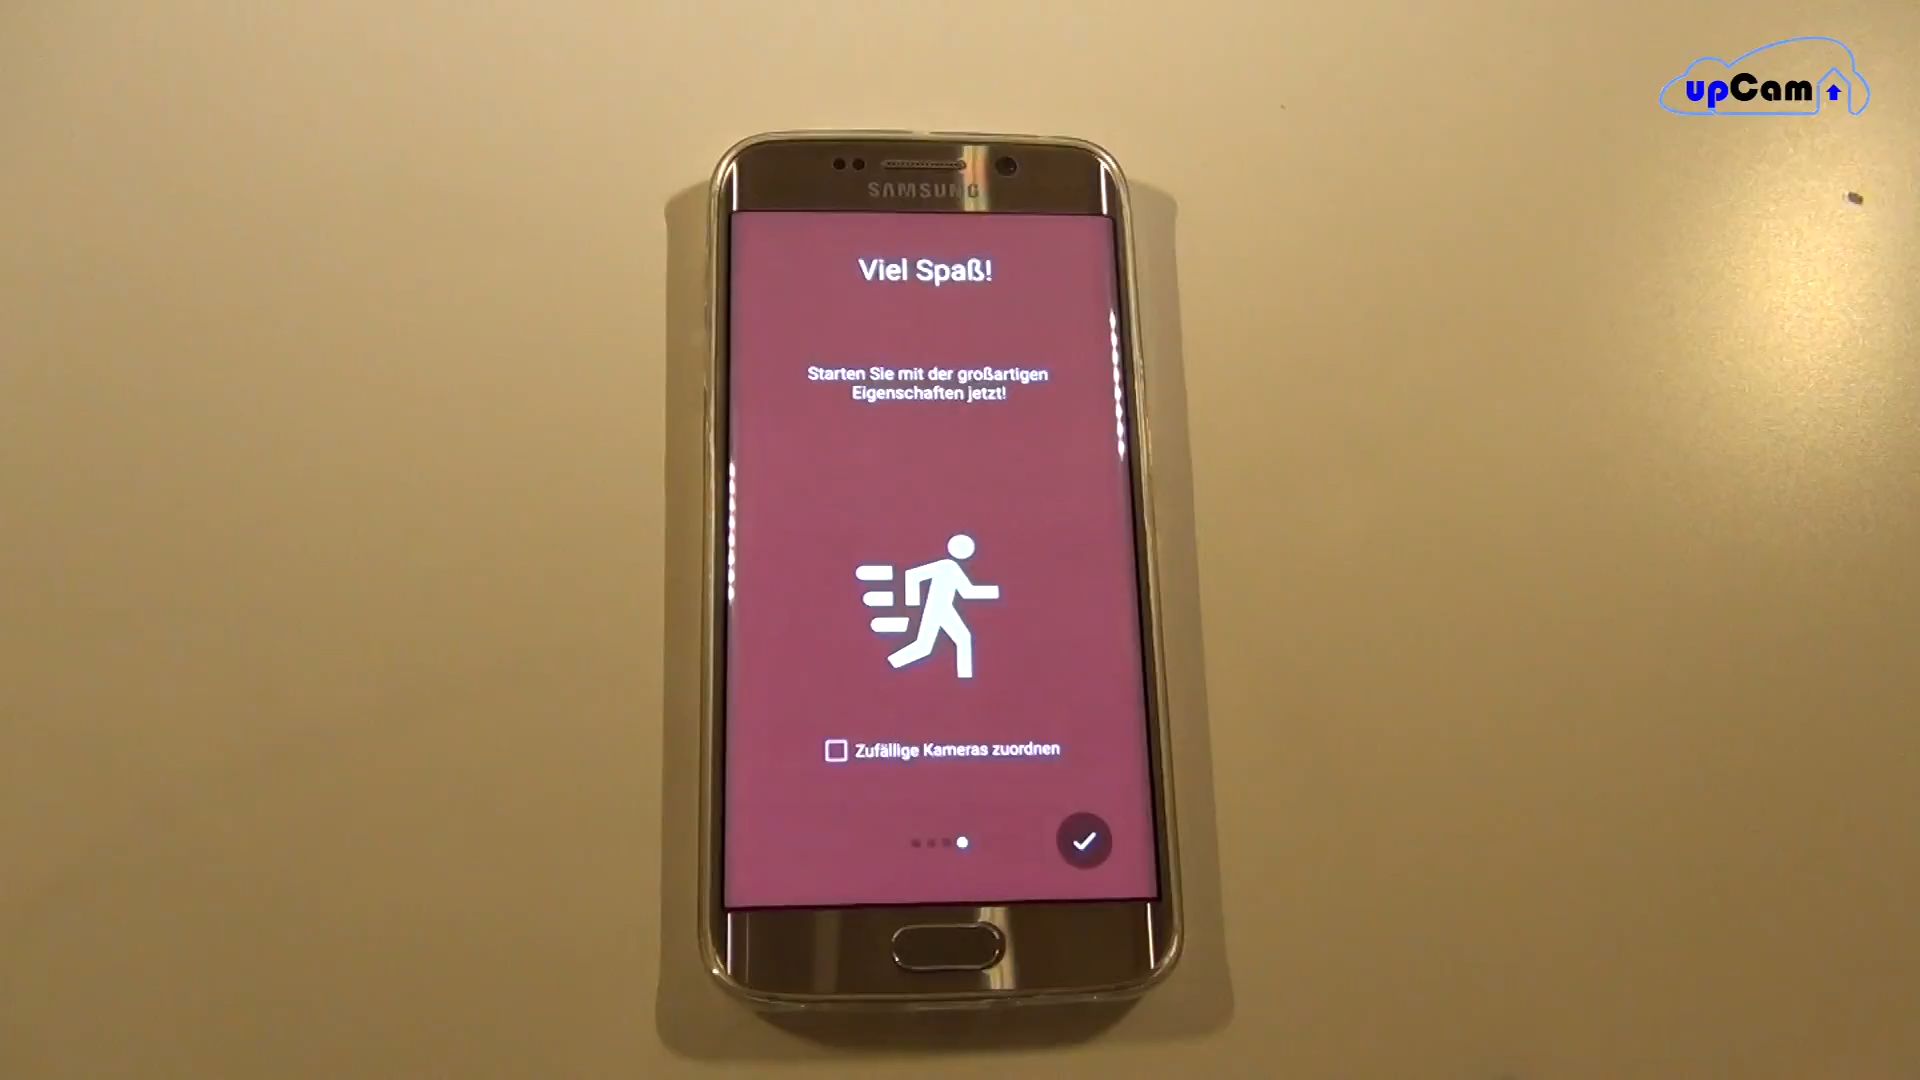 upCam
SAMSUNG
Viel Spaß!
Starten Sie mit der großartigen
Eigenschaften jetzt!
Zufällige Kameras zuordnen